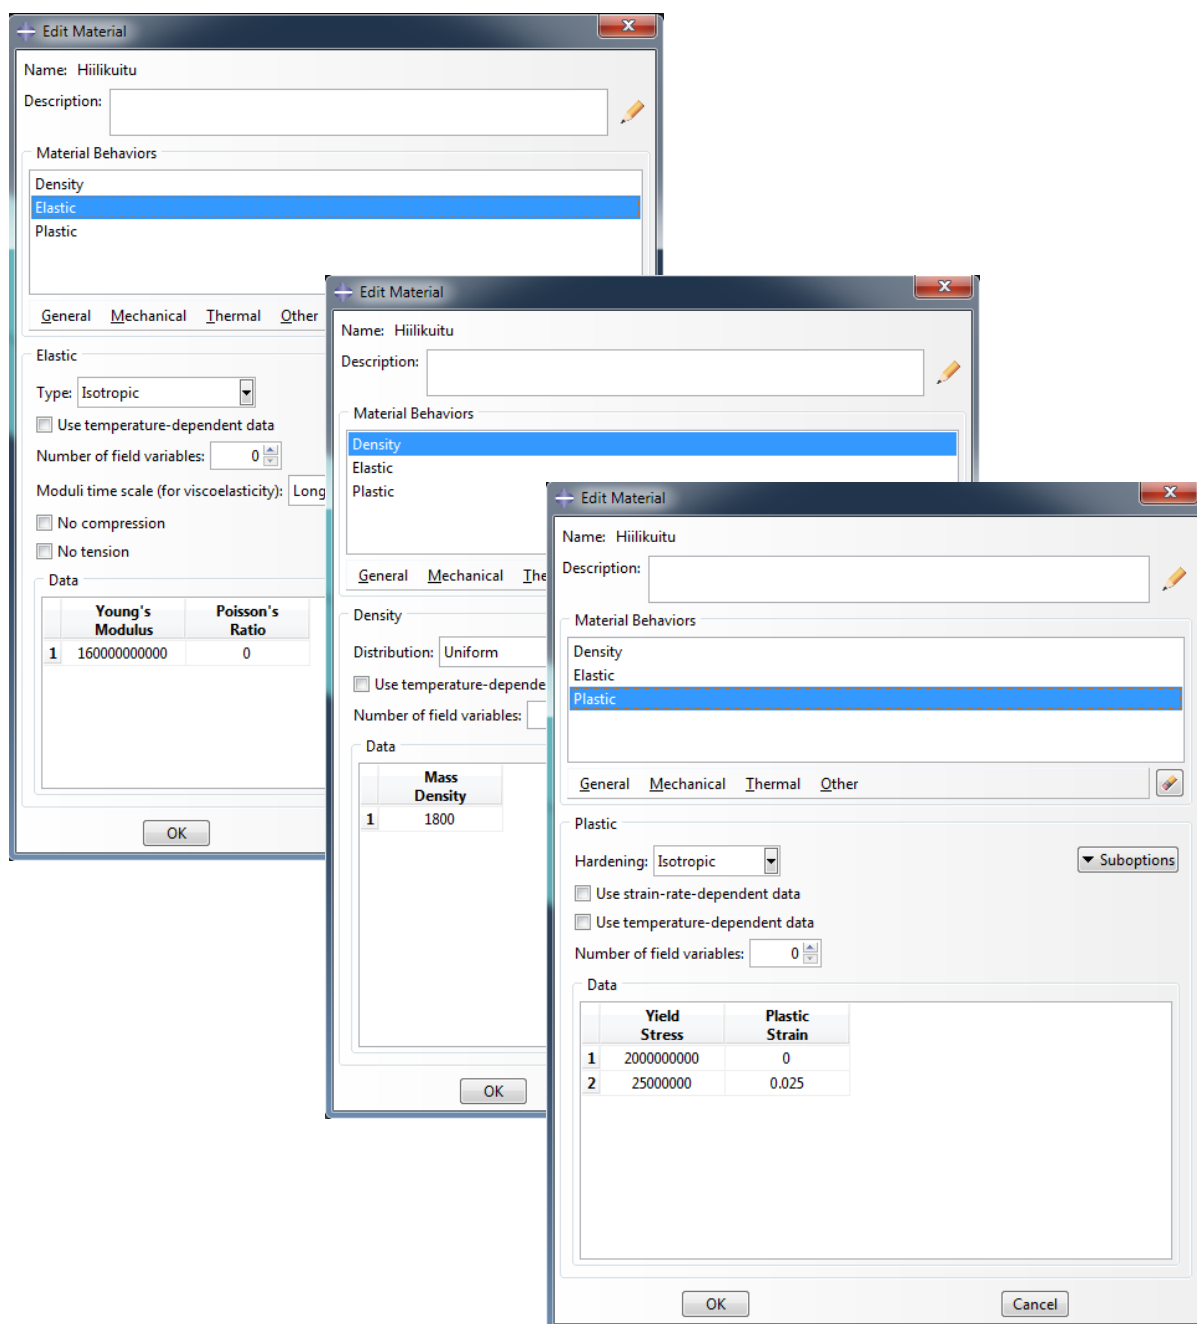 Edit Material
x
Name: Hiilikuitu
Description:
Material Behaviors
Density
Elastic
Plastic
General Mechanical Thermal Other
Elastic
Type: Isotropic
Use temperature-dependent data
Number of field variables: 0
Moduli time scale (for viscoelasticity): Long
No compression
No tension
Data
Young's Poisson's
Modulus Ratio
1 160000000000 0
OK
Edit Material
x
Name: Hiilikuitu
Description:
Material Behaviors
Density
Elastic
Plastic
General Mechanical The
Density
Distribution: Uniform
Use temperature-depende
Number of field variables:
Data
Mass
Density
1 1800
OK
Edit Material
x
Name: Hiilikuitu
Description:
Material Behaviors
Density
Elastic
Plastic
General Mechanical Thermal Other
Plastic
Hardening: Isotropic Suboptions
Use strain-rate-dependent data
Use temperature-dependent data
Number of field variables: 0
Data
Yield Plastic
Stress Strain
1 2000000000 0
2 25000000 0.025
OK Cancel